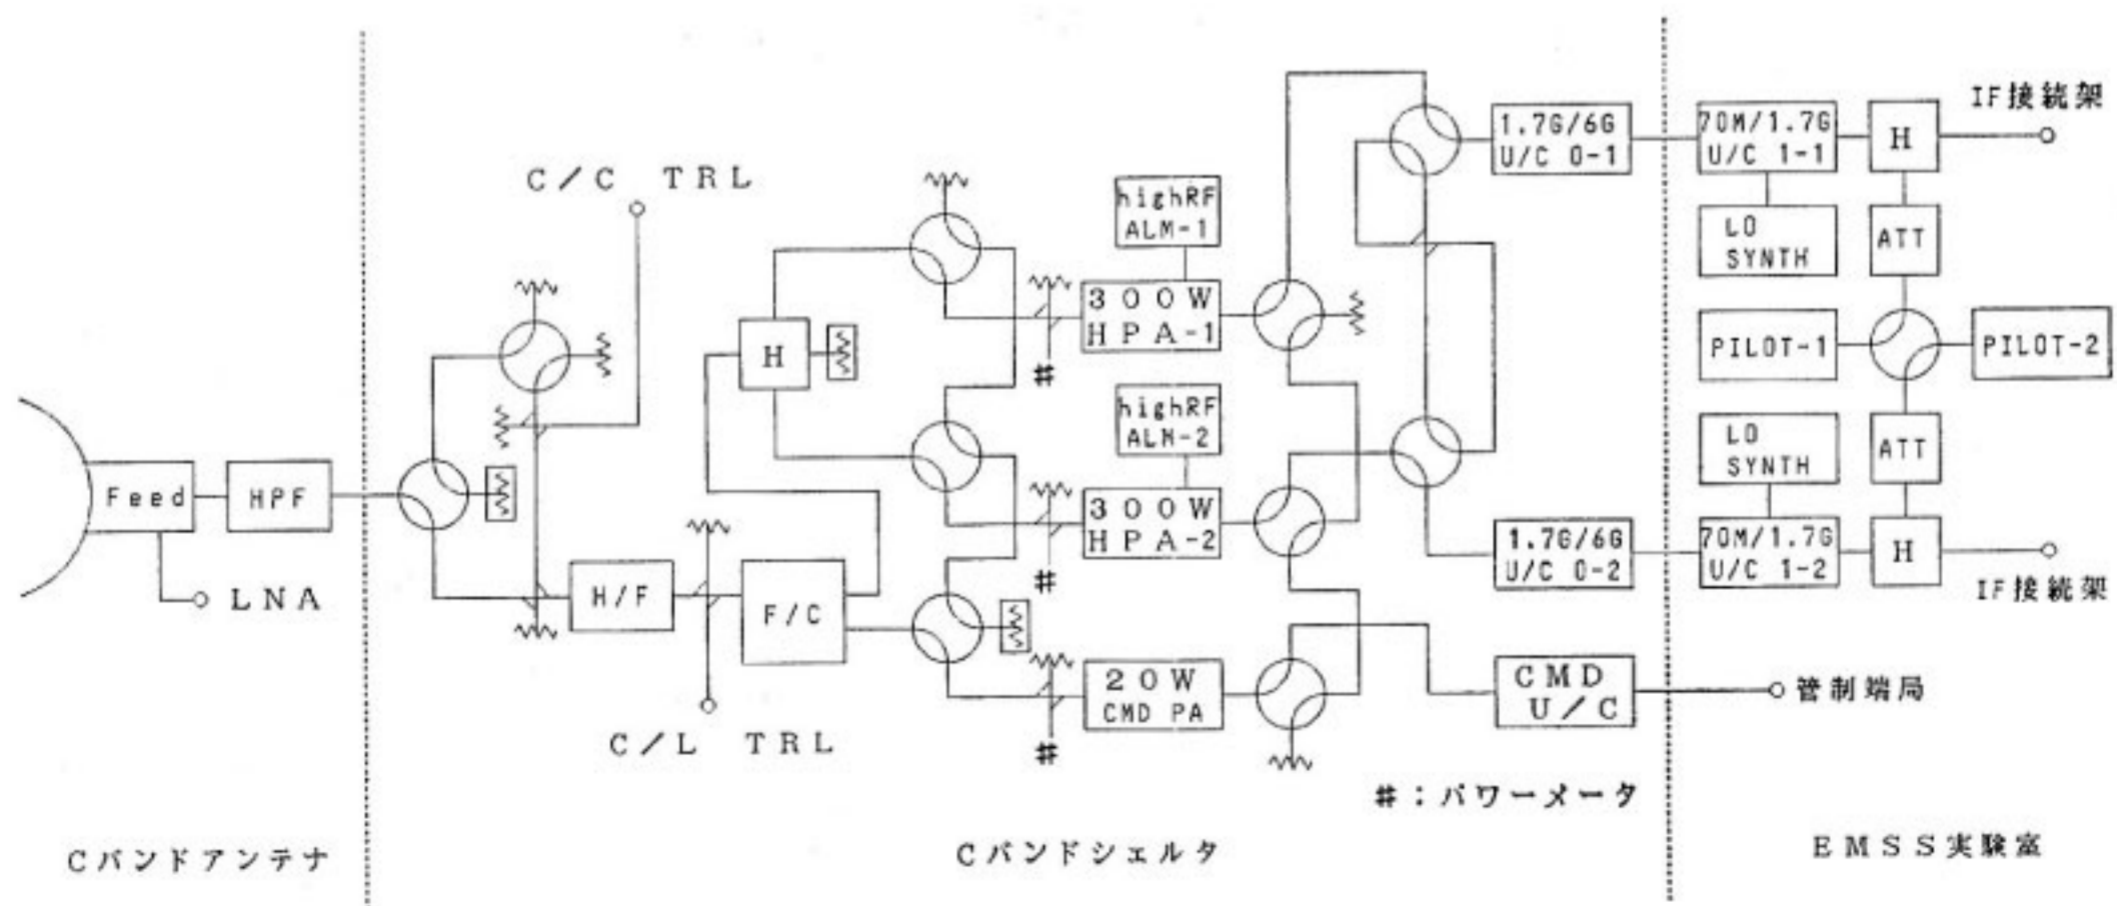 IF接続架
1.7G/6G
U/C 0-1
70M/1.7G
U/C 1-1
H
C/C TRL
highRF
ALM-1
LO
SYNTH
ATT
300W
HPA-1
H
PILOT-1
PILOT-2
#
highRF
ALM-2
LO
SYNTH
ATT
Feed
HPF
300W
HPA-2
1.7G/6G
U/C 0-2
70M/1.7G
U/C 1-2
H
#
IF接続架
LNA
H/F
F/C
20W
CMD PA
CMD
U/C
管制端局
C/L TRL
#
#:パワーメータ
Cバンドアンテナ
Cバンドシェルタ
EMSS実験室